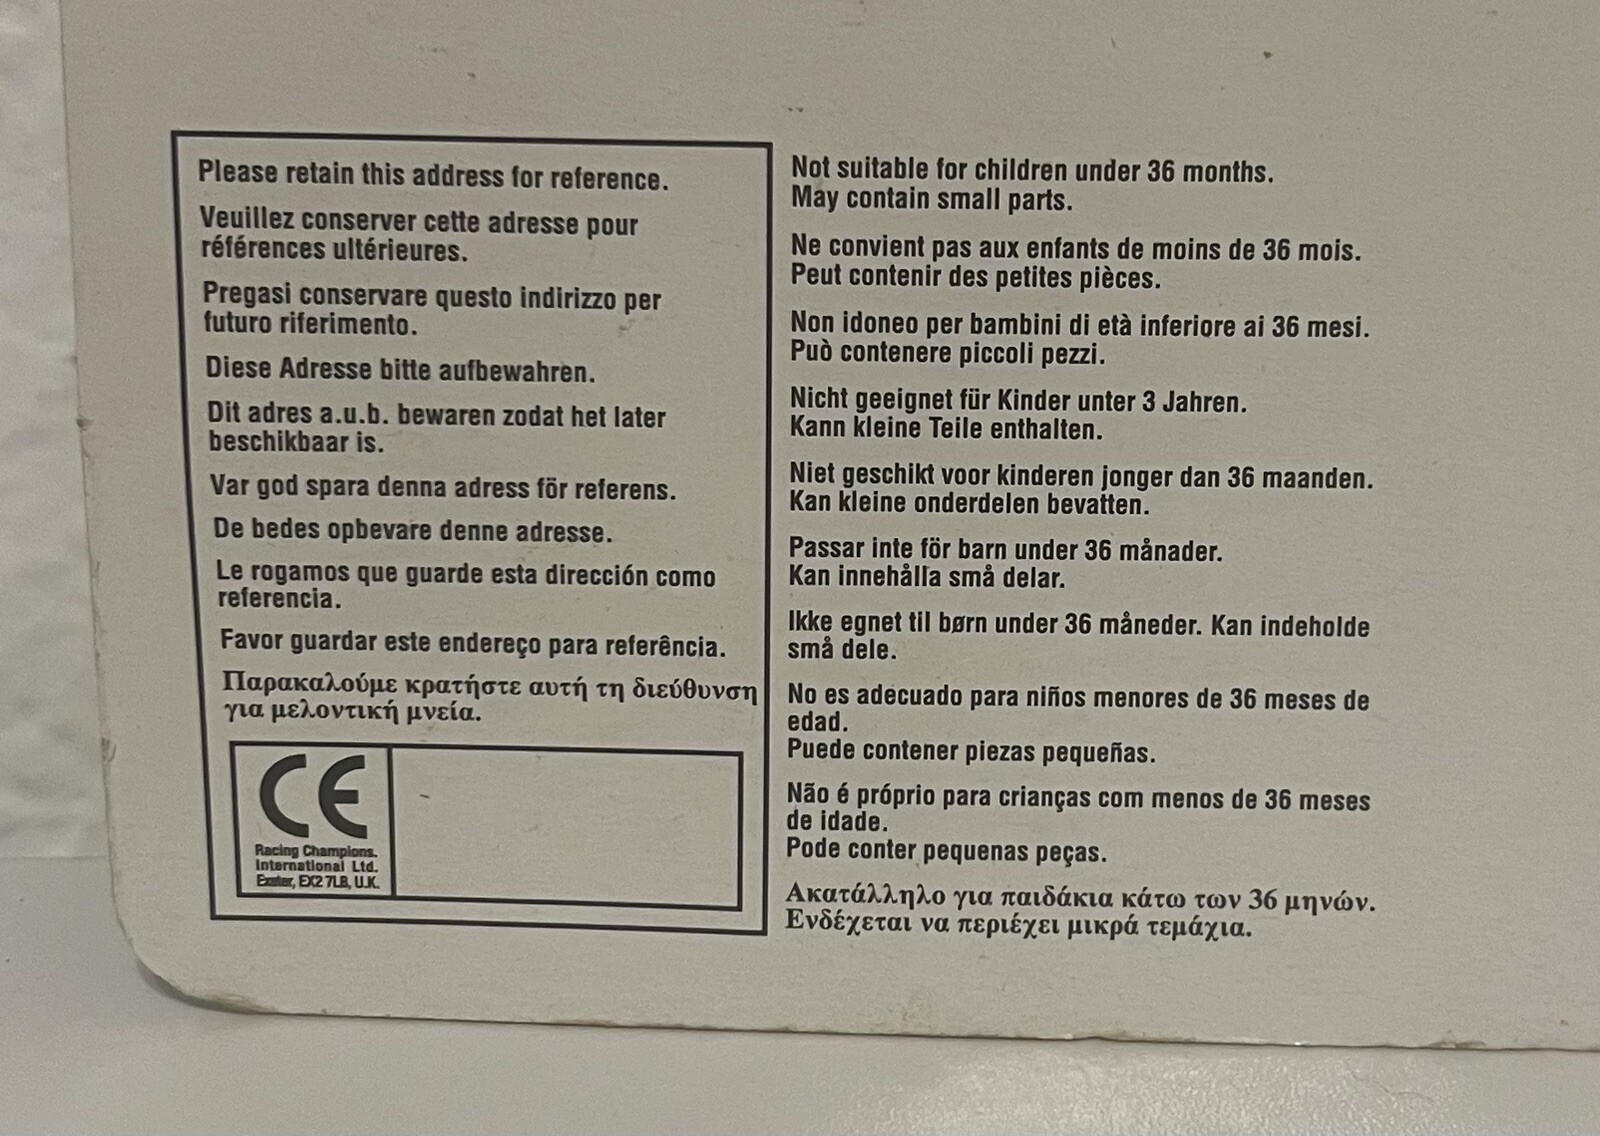 Please retain this address for reference.
Veuillez conserver cette adresse pour
références ultérieures.
Pregasi conservare questo indirizzo per
futuro riferimento.
Diese Adresse bitte aufbewahren.
Dit adres a.u.b. bewaren zodat het later
beschikbaar is.
Var god spara denna adress för referens.
De bedes opbevare denne adresse.
Le rogamos que guarde esta dirección como
referencia.
Favor guardar este endereço para referência.
Παρακαλούμε κρατήστε αυτή τη διεύθυνση
για μελοντική μνεία.
CE
Racing Champions.
International Ltd.
Exeter, EX2 7LB, U.K.
Not suitable for children under 36 months.
May contain small parts.
Ne convient pas aux enfants de moins de 36 mois.
Peut contenir des petites pièces.
Non idoneo per bambini di età inferiore ai 36 mesi.
Può contenere piccoli pezzi.
Nicht geeignet für Kinder unter 3 Jahren.
Kann kleine Teile enthalten.
Niet geschikt voor kinderen jonger dan 36 maanden.
Kan kleine onderdelen bevatten.
Passar inte för barn under 36 månader.
Kan innehålla små delar.
Ikke egnet til børn under 36 måneder. Kan indeholde
små dele.
No es adecuado para niños menores de 36 meses de
edad.
Puede contener piezas pequeñas.
Não é próprio para crianças com menos de 36 meses
de idade.
Pode conter pequenas peças.
Ακατάλληλο για παιδάκια κάτω των 36 μηνών.
Ενδέχεται να περιέχει μικρά τεμάχια.